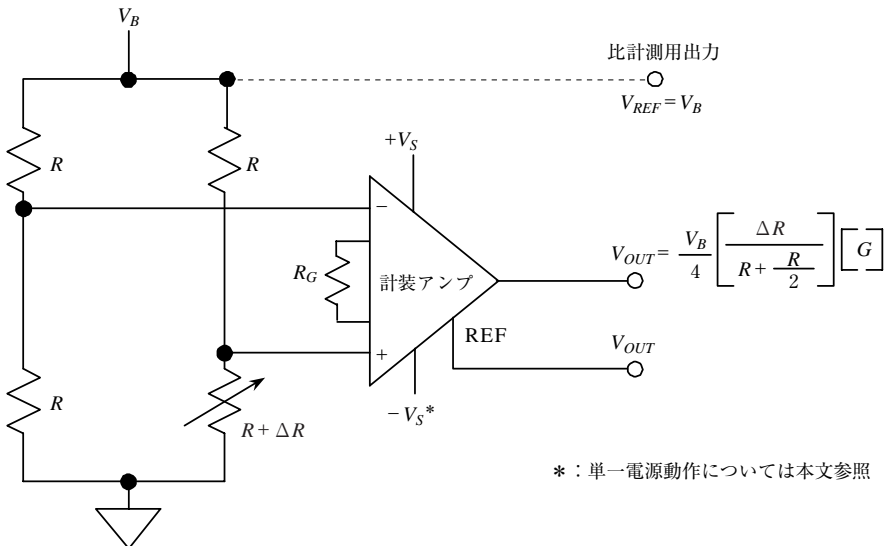 V_B
比計測用出力
V_REF = V_B
+V_S
R
R
−
R_G
計装アンプ
V_OUT = V_B/4 [ΔR / (R + R/2)] [G]
REF
V_OUT
+
R
R + ΔR
− V_S*
*：単一電源動作については本文参照